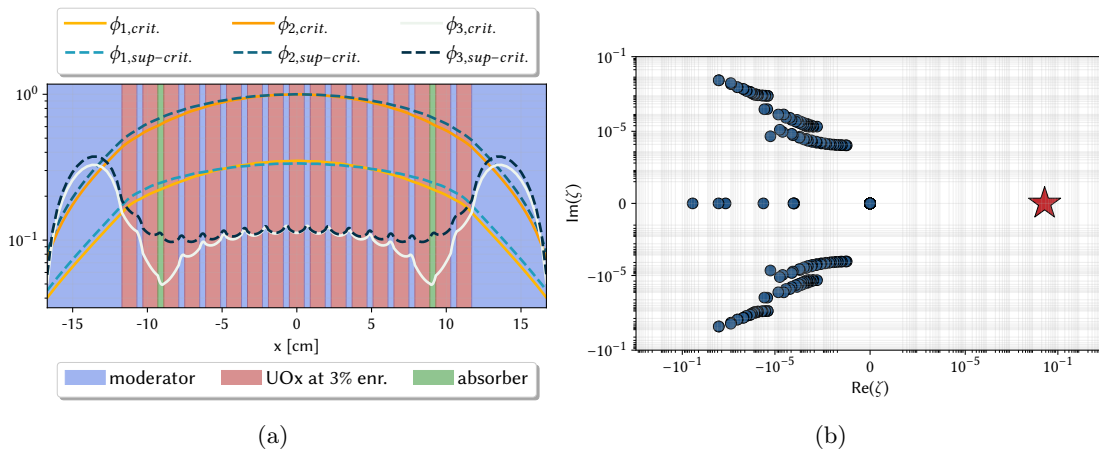 ϕ1,crit. ϕ2,crit. ϕ3,crit.
ϕ1,sup−crit. ϕ2,sup−crit. ϕ3,sup−crit.
10⁰
10⁻¹
-15 -10 -5 0 5 10 15
x [cm]
moderator UOx at 3% enr. absorber
(a)
10⁻¹
10⁻⁵
0
−10⁻⁵
−10⁻¹
Im(ζ)
−10⁻¹ −10⁻⁵ 0 10⁻⁵ 10⁻¹
Re(ζ)
(b)